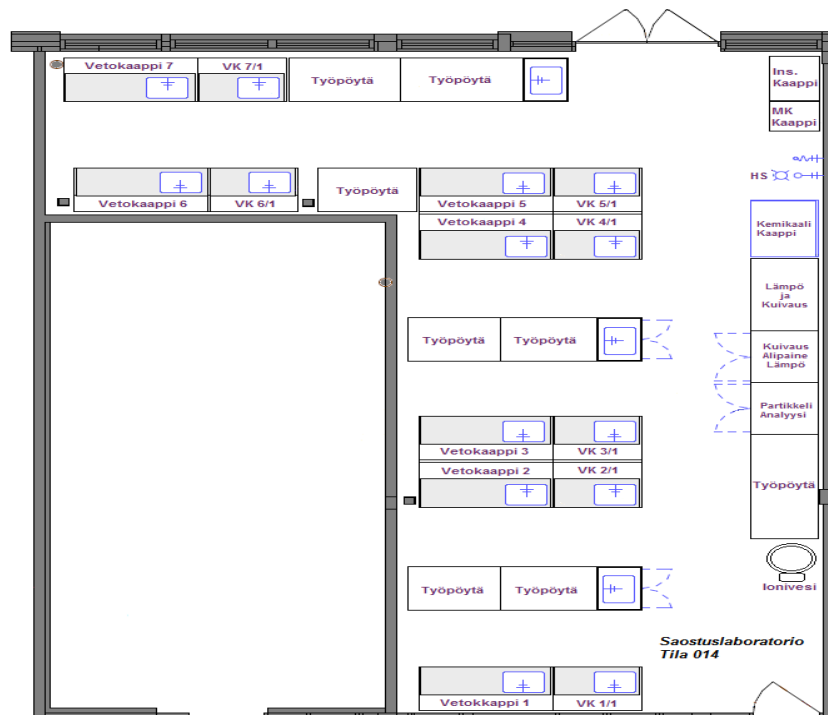 Vetokaappi 7
VK 7/1
Työpöytä
Työpöytä
Ins.
Kaappi
MK
Kaappi
HS
Vetokaappi 6
VK 6/1
Työpöytä
Vetokaappi 5
VK 5/1
Vetokaappi 4
VK 4/1
Kemikaali
Kaappi
Lämpö
ja
Kuivaus
Työpöytä
Työpöytä
Kuivaus
Alipaine
Lämpö
Partikkeli
Analyysi
Vetokaappi 3
VK 3/1
Vetokaappi 2
VK 2/1
Työpöytä
Työpöytä
Työpöytä
Ionivesi
Saostuslaboratorio
Tila 014
Vetokkappi 1
VK 1/1